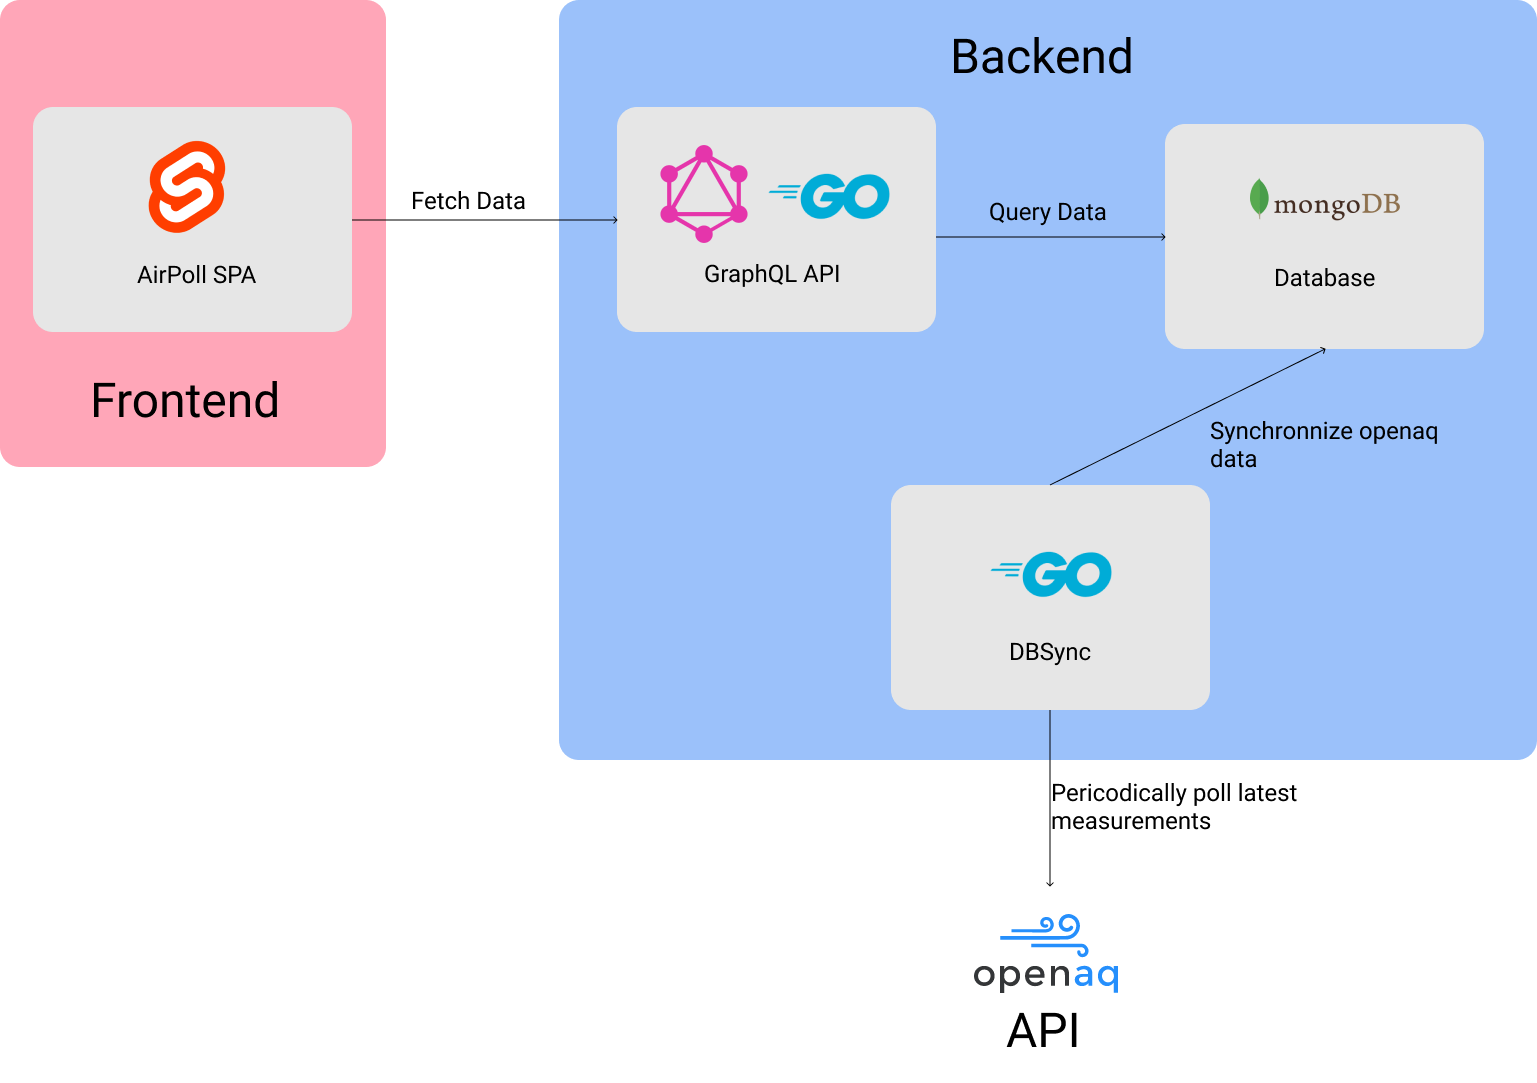 Backend
GO
mongoDB
Fetch Data
Query Data
AirPoll SPA
GraphQL API
Database
Frontend
Synchronnize openaq
data
GO
DBSync
Pericodically poll latest
measurements
openaq
API